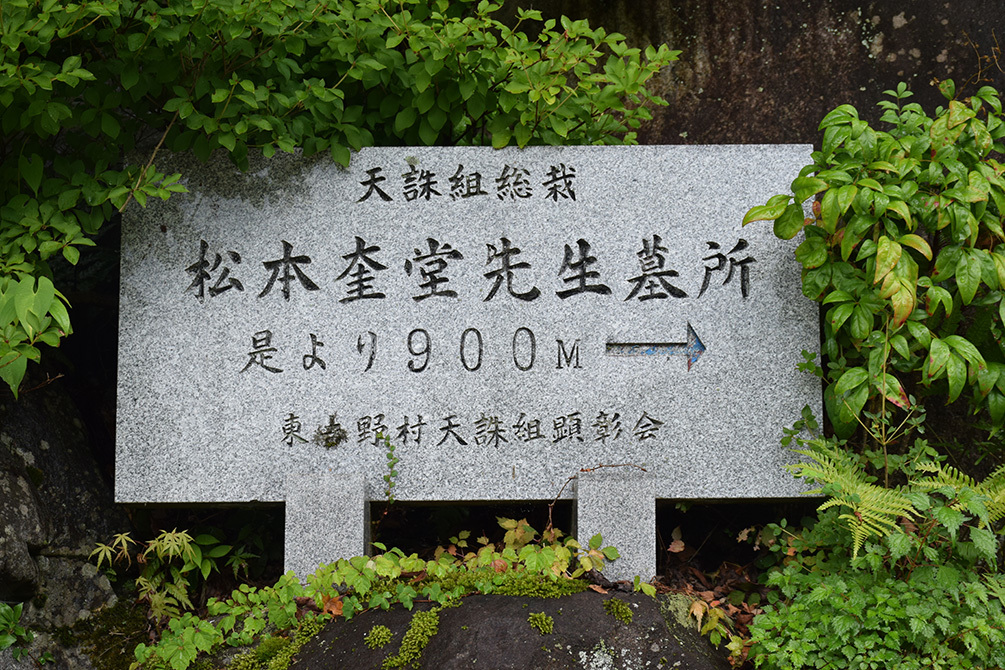 天誅組総裁
松本奎堂先生墓所
是より900M →
東吉野村天誅組顕彰会